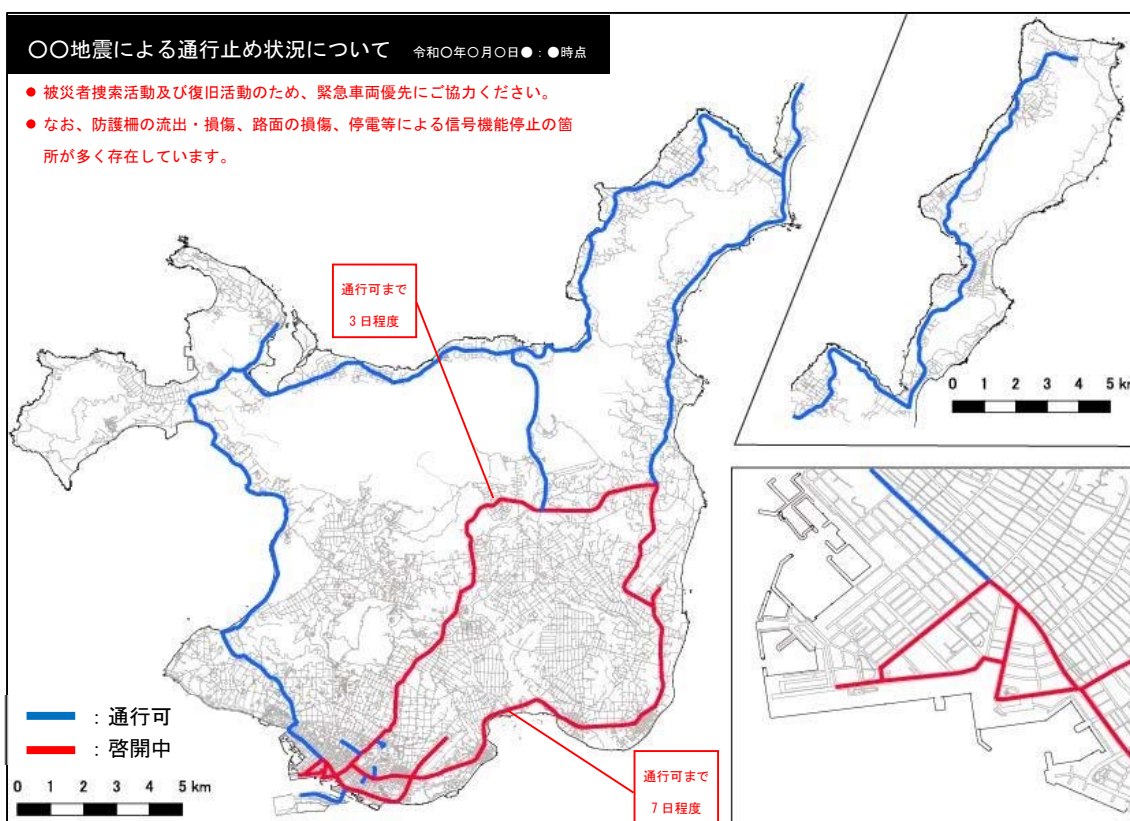 〇〇地震による通行止め状況について 令和〇年〇月〇日●：●時点
● 被災者捜索活動及び復旧活動のため、緊急車両優先にご協力ください。
● なお、防護柵の流出・損傷、路面の損傷、停電等による信号機能停止の箇
所が多く存在しています。
通行可まで
3日程度
0 1 2 3 4 5 km
：通行可
：啓開中
0 1 2 3 4 5 km
通行可まで
7日程度